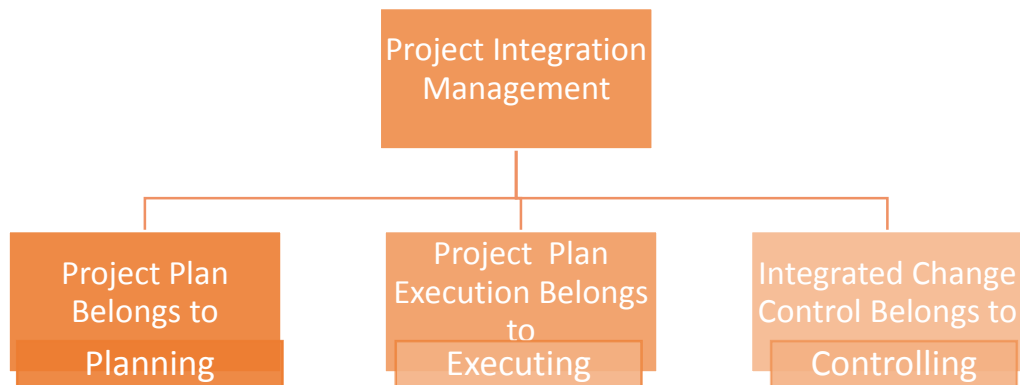 Project Integration
Management
Project Plan
Belongs to
Planning
Project Plan
Execution Belongs
to
Executing
Integrated Change
Control Belongs to
Controlling